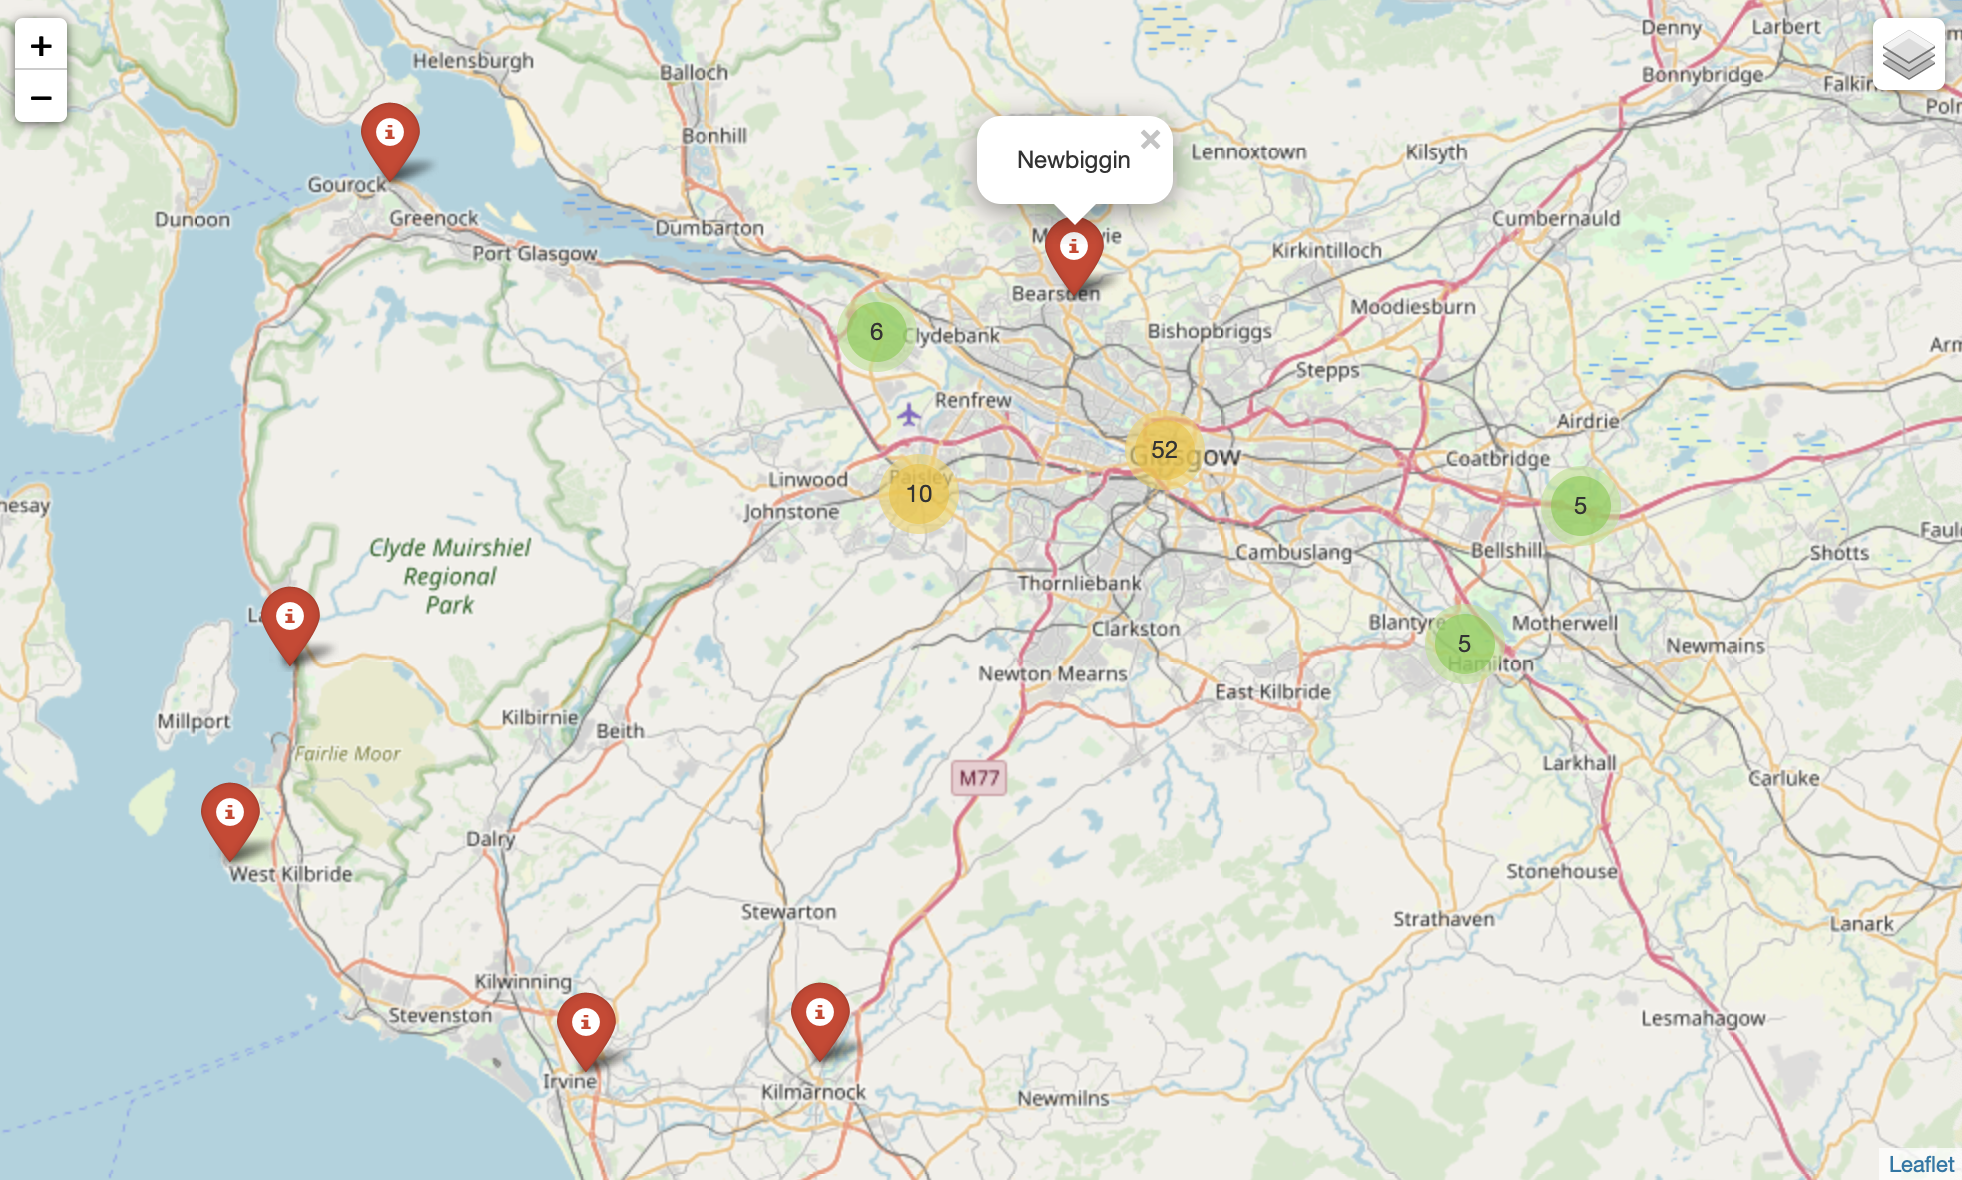 +
−
Denny
Larbert
Helensburgh
Balloch
Bonnybridge
Bonhill
Lennoxtown
Kilsyth
Newbiggin
×
Gourock
Dunoon
Greenock
Dumbarton
Cumbernauld
Port Glasgow
Kirkintilloch
Bearsden
Moodiesburn
6
Clydebank
Bishopbriggs
Stepps
Renfrew
Airdrie
52
Glasgow
Coatbridge
Linwood
Paisley
10
5
Johnstone
Clyde Muirshiel
Regional
Park
Cambuslang
Bellshill
Shotts
Thornliebank
Blantyre
Motherwell
Clarkston
5
Hamilton
Newmains
Newton Mearns
East Kilbride
Millport
Kilbirnie
Beith
Fairlie Moor
M77
Larkhall
Carluke
Dalry
West Kilbride
Stonehouse
Stewarton
Strathaven
Lanark
Kilwinning
Stevenston
Lesmahagow
Irvine
Kilmarnock
Newmilns
Leaflet